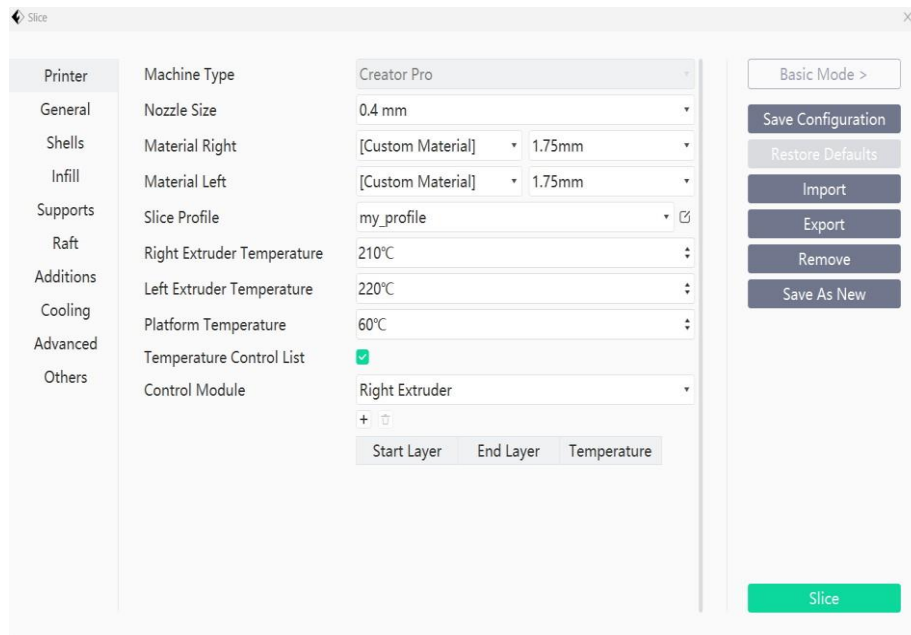 Slice
Printer
General
Shells
Infill
Supports
Raft
Additions
Cooling
Advanced
Others
Machine Type Creator Pro
Nozzle Size 0.4 mm
Material Right [Custom Material] 1.75mm
Material Left [Custom Material] 1.75mm
Slice Profile my_profile
Right Extruder Temperature 210℃
Left Extruder Temperature 220℃
Platform Temperature 60℃
Temperature Control List
Control Module Right Extruder
Start Layer End Layer Temperature
Basic Mode >
Save Configuration
Restore Defaults
Import
Export
Remove
Save As New
Slice